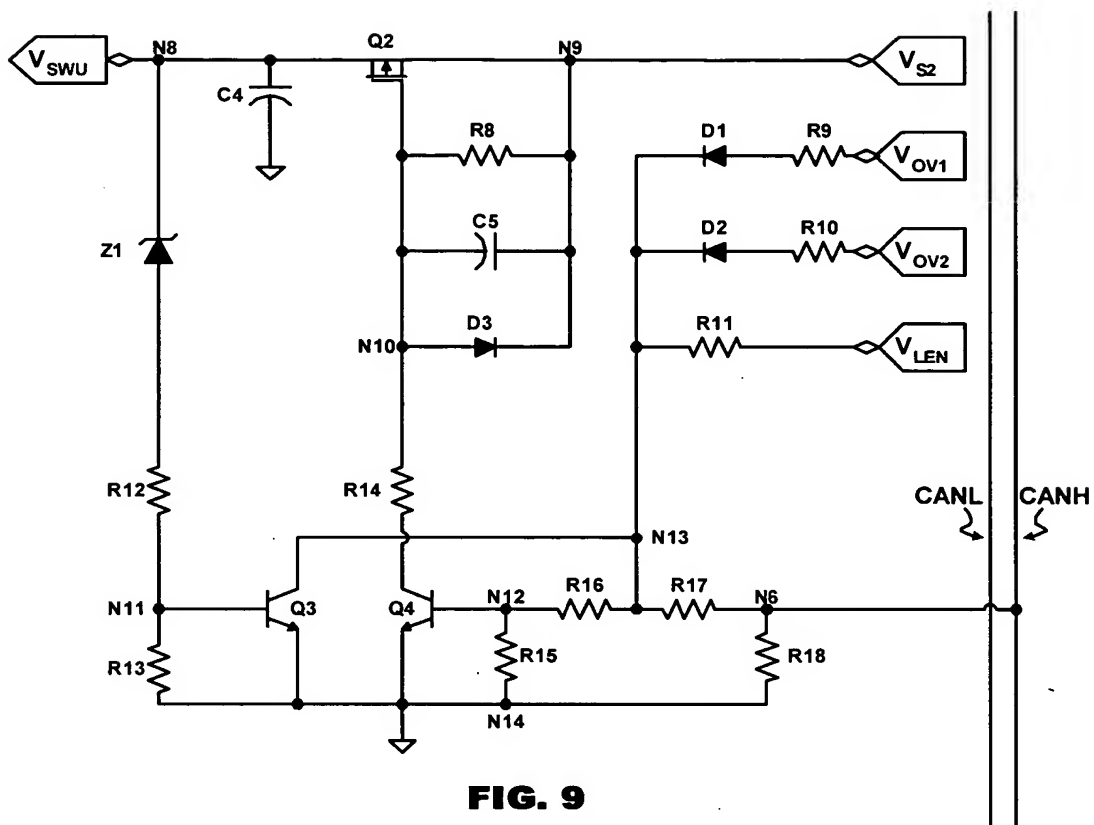 N8 Q2 N9
VSWU VS2
C4
R8 D1 R9
VOV1
C5 D2 R10
Z1 VOV2
D3 R11
N10 VLEN
R12 R14 CANL CANH
N13
R16 R17
N11 Q3 Q4 N12 N6
R13 R15 R18
N14
FIG. 9